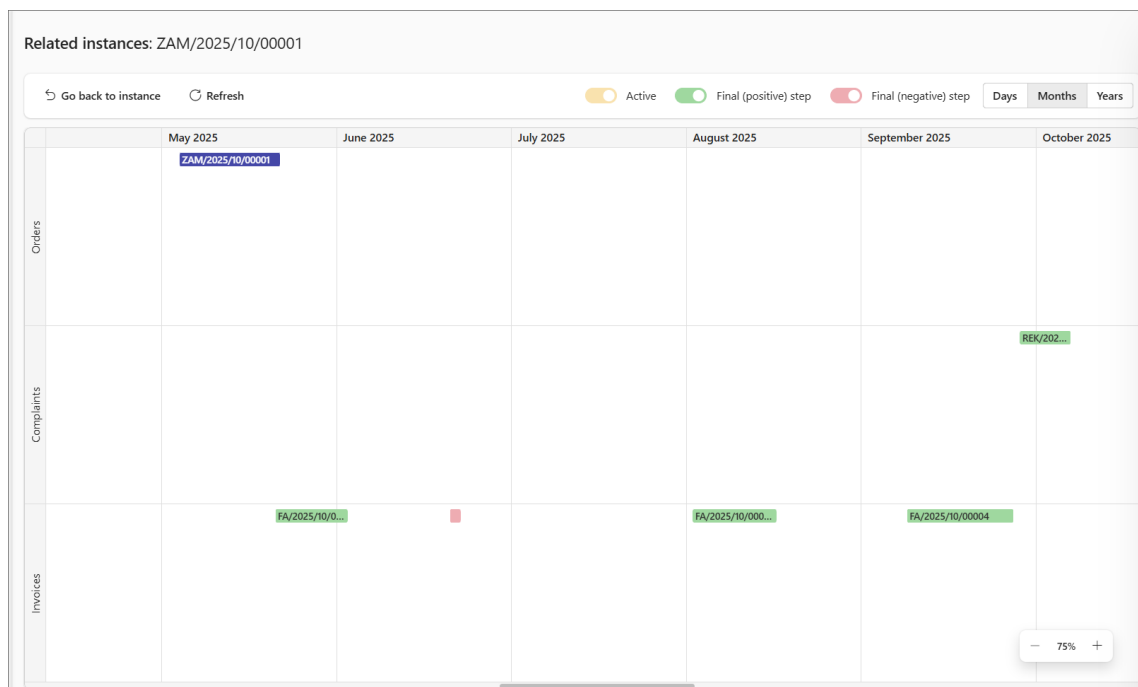 Related instances: ZAM/2025/10/00001
Go back to instance Refresh Active Final (positive) step Final (negative) step Days Months Years
May 2025 June 2025 July 2025 August 2025 September 2025 October 2025
Orders
ZAM/2025/10/00001
Complaints
REK/202...
Invoices
FA/2025/10/0... FA/2025/10/000... FA/2025/10/00004
75%